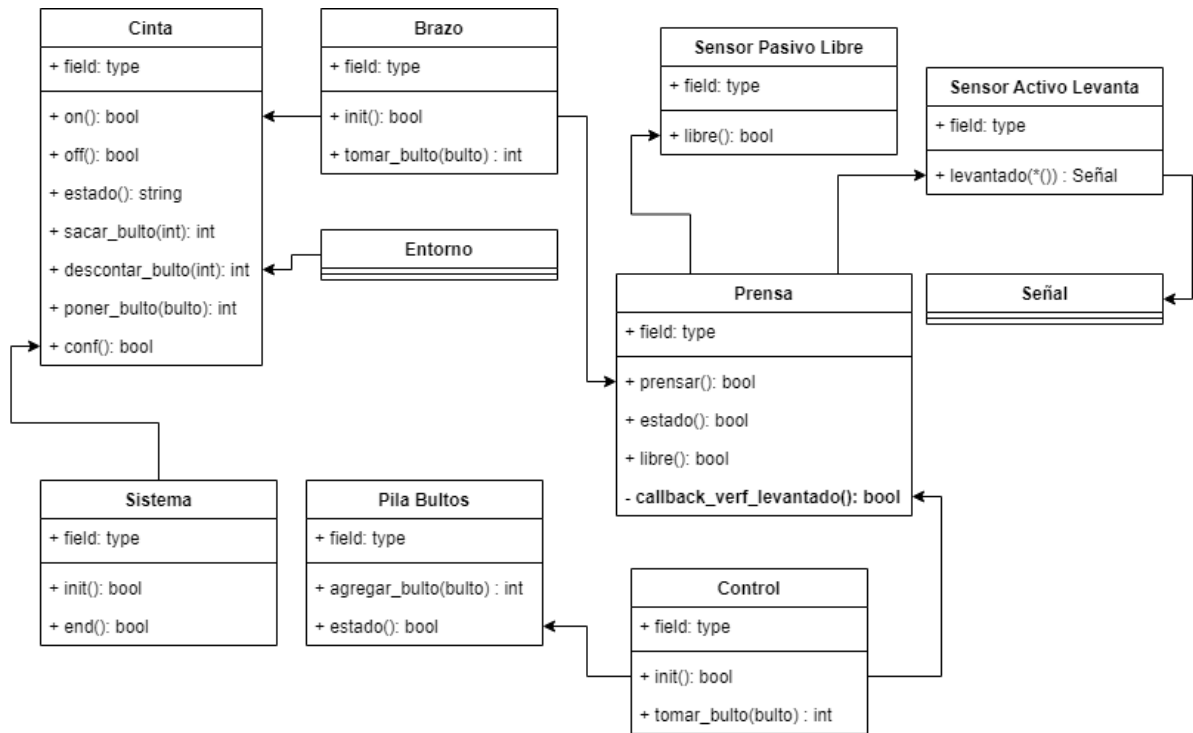 Cinta
+ field: type
+ on(): bool
+ off(): bool
+ estado(): string
+ sacar_bulto(int): int
+ descontar_bulto(int): int
+ poner_bulto(bulto): int
+ conf(): bool
Brazo
+ field: type
+ init(): bool
+ tomar_bulto(bulto) : int
Entorno
Sensor Pasivo Libre
+ field: type
+ libre(): bool
Sensor Activo Levanta
+ field: type
+ levantado(*()) : Señal
Prensa
+ field: type
+ prensar(): bool
+ estado(): bool
+ libre(): bool
- callback_verf_levantado(): bool
Señal
Sistema
+ field: type
+ init(): bool
+ end(): bool
Pila Bultos
+ field: type
+ agregar_bulto(bulto) : int
+ estado(): bool
Control
+ field: type
+ init(): bool
+ tomar_bulto(bulto) : int